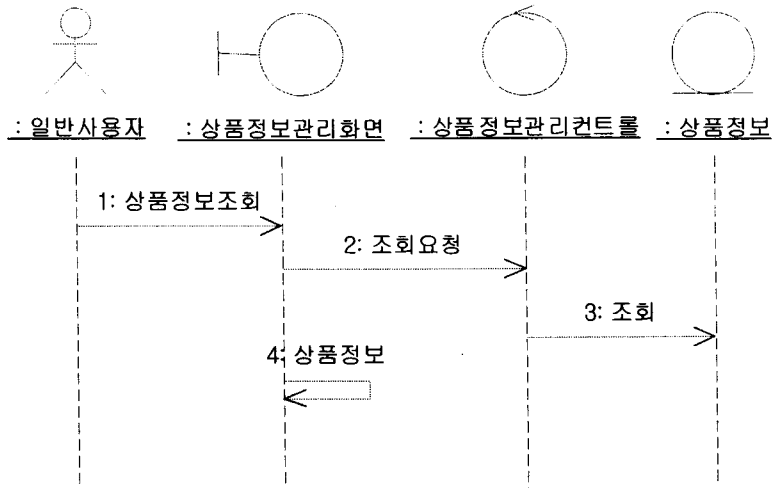 : 일반사용자
: 상품정보관리화면
: 상품정보관리컨트롤
: 상품정보
1: 상품정보조회
2: 조회요청
3: 조회
4: 상품정보